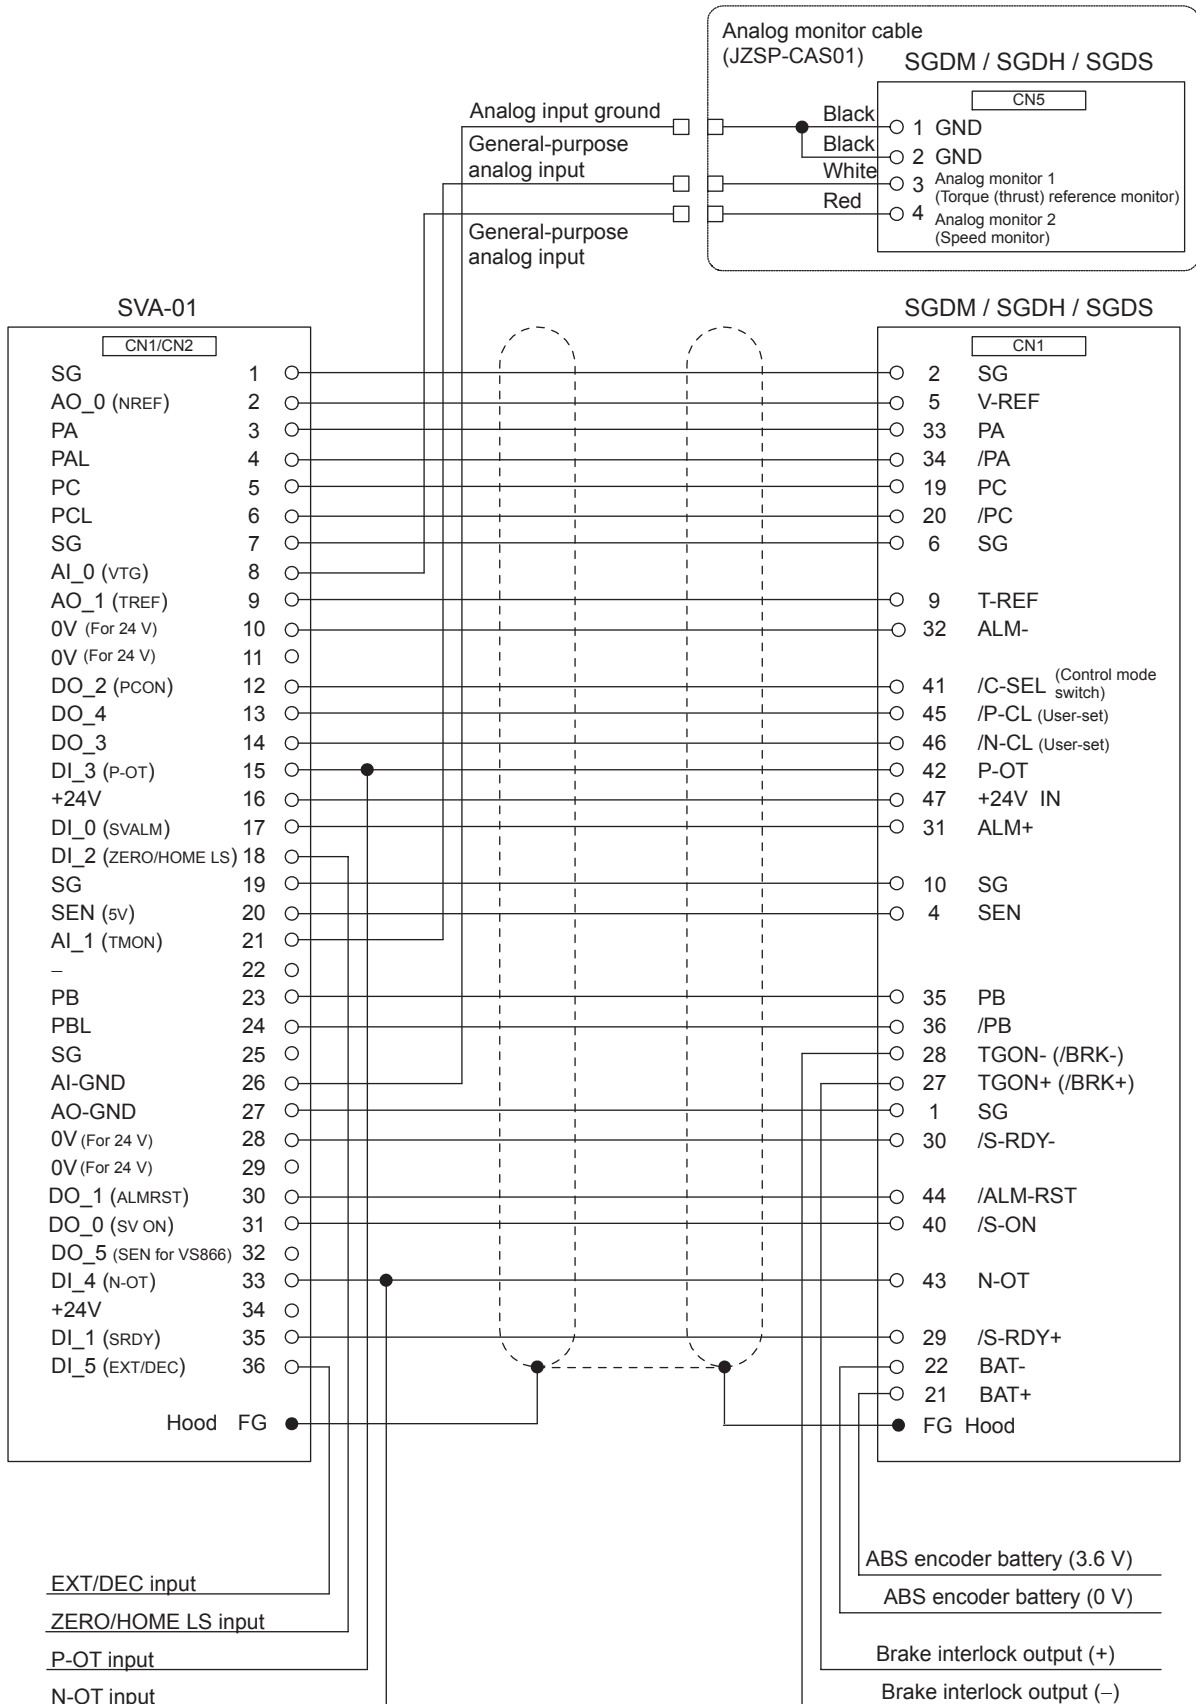 Analog monitor cable
(JZSP-CAS01)
SGDM / SGDH / SGDS
CN5
Analog input ground
Black
1 GND
General-purpose
analog input
Black
2 GND
White
3 Analog monitor 1
(Torque (thrust) reference monitor)
Red
4 Analog monitor 2
(Speed monitor)
General-purpose
analog input
SVA-01
SGDM / SGDH / SGDS
CN1/CN2
CN1
SG 1 2 SG
AO_0 (NREF) 2 5 V-REF
PA 3 33 PA
PAL 4 34 /PA
PC 5 19 PC
PCL 6 20 /PC
SG 7 6 SG
AI_0 (VTG) 8
AO_1 (TREF) 9 9 T-REF
0V (For 24 V) 10 32 ALM-
0V (For 24 V) 11
DO_2 (PCON) 12 41 /C-SEL (Control mode
switch)
DO_4 13 45 /P-CL (User-set)
DO_3 14 46 /N-CL (User-set)
DI_3 (P-OT) 15 42 P-OT
+24V 16 47 +24V IN
DI_0 (SVALM) 17 31 ALM+
DI_2 (ZERO/HOME LS) 18
SG 19 10 SG
SEN (5V) 20 4 SEN
AI_1 (TMON) 21
– 22
PB 23 35 PB
PBL 24 36 /PB
SG 25 28 TGON- (/BRK-)
AI-GND 26 27 TGON+ (/BRK+)
AO-GND 27 1 SG
0V (For 24 V) 28 30 /S-RDY-
0V (For 24 V) 29
DO_1 (ALMRST) 30 44 /ALM-RST
DO_0 (SV ON) 31 40 /S-ON
DO_5 (SEN for VS866) 32
DI_4 (N-OT) 33 43 N-OT
+24V 34
DI_1 (SRDY) 35 29 /S-RDY+
DI_5 (EXT/DEC) 36 22 BAT-
21 BAT+
Hood FG FG Hood
ABS encoder battery (3.6 V)
EXT/DEC input
ABS encoder battery (0 V)
ZERO/HOME LS input
P-OT input
Brake interlock output (+)
N-OT input
Brake interlock output (–)